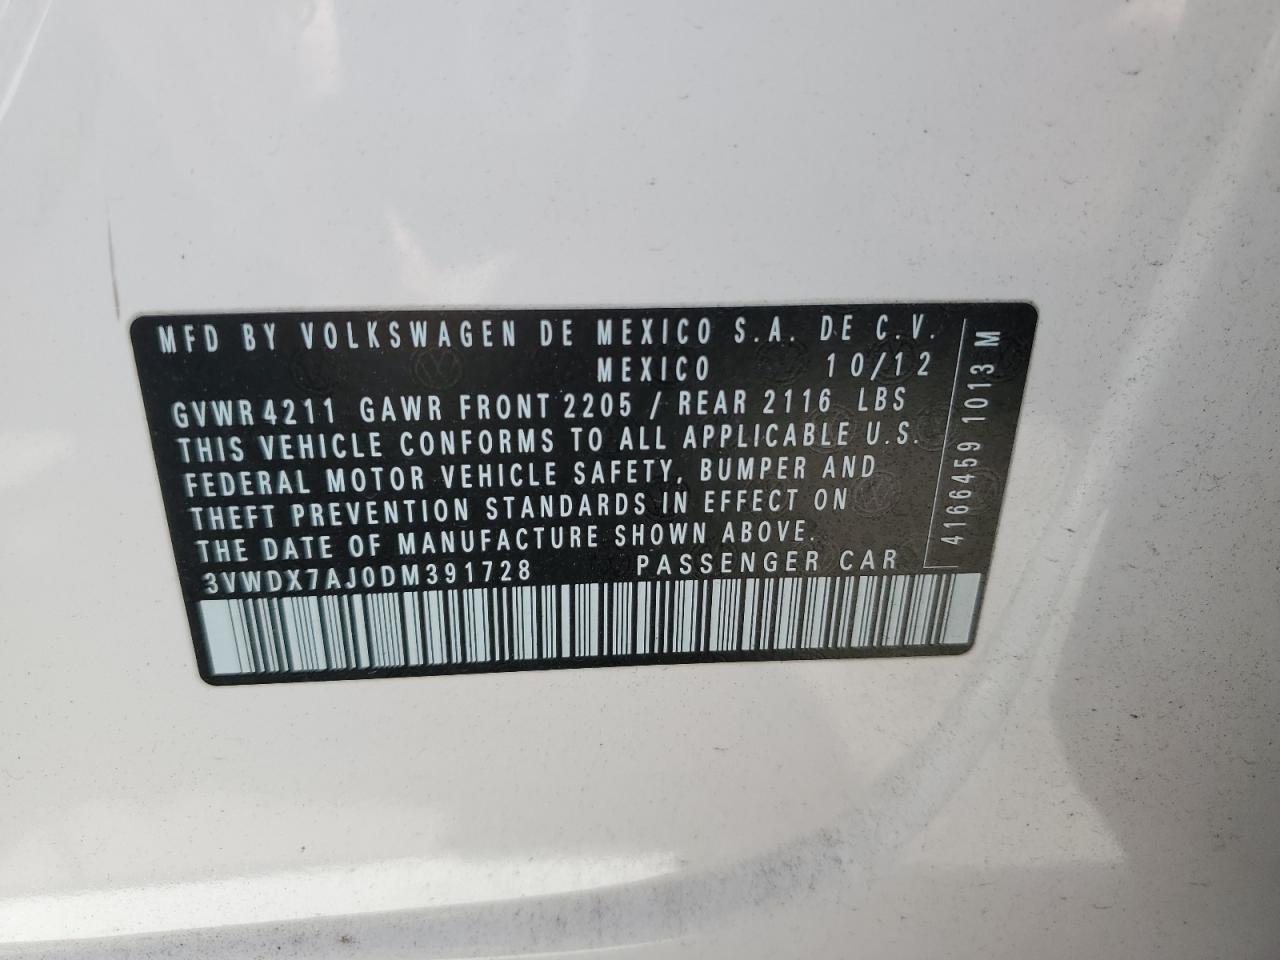 MFD BY VOLKSWAGEN DE MEXICO S.A. DE C.V.
MEXICO 10/12
GVWR 4211 GAWR FRONT 2205 / REAR 2116 LBS
THIS VEHICLE CONFORMS TO ALL APPLICABLE U.S.
FEDERAL MOTOR VEHICLE SAFETY, BUMPER AND
THEFT PREVENTION STANDARDS IN EFFECT ON
THE DATE OF MANUFACTURE SHOWN ABOVE.
3VWDX7AJ0DM391728 PASSENGER CAR
4166459 1013 M